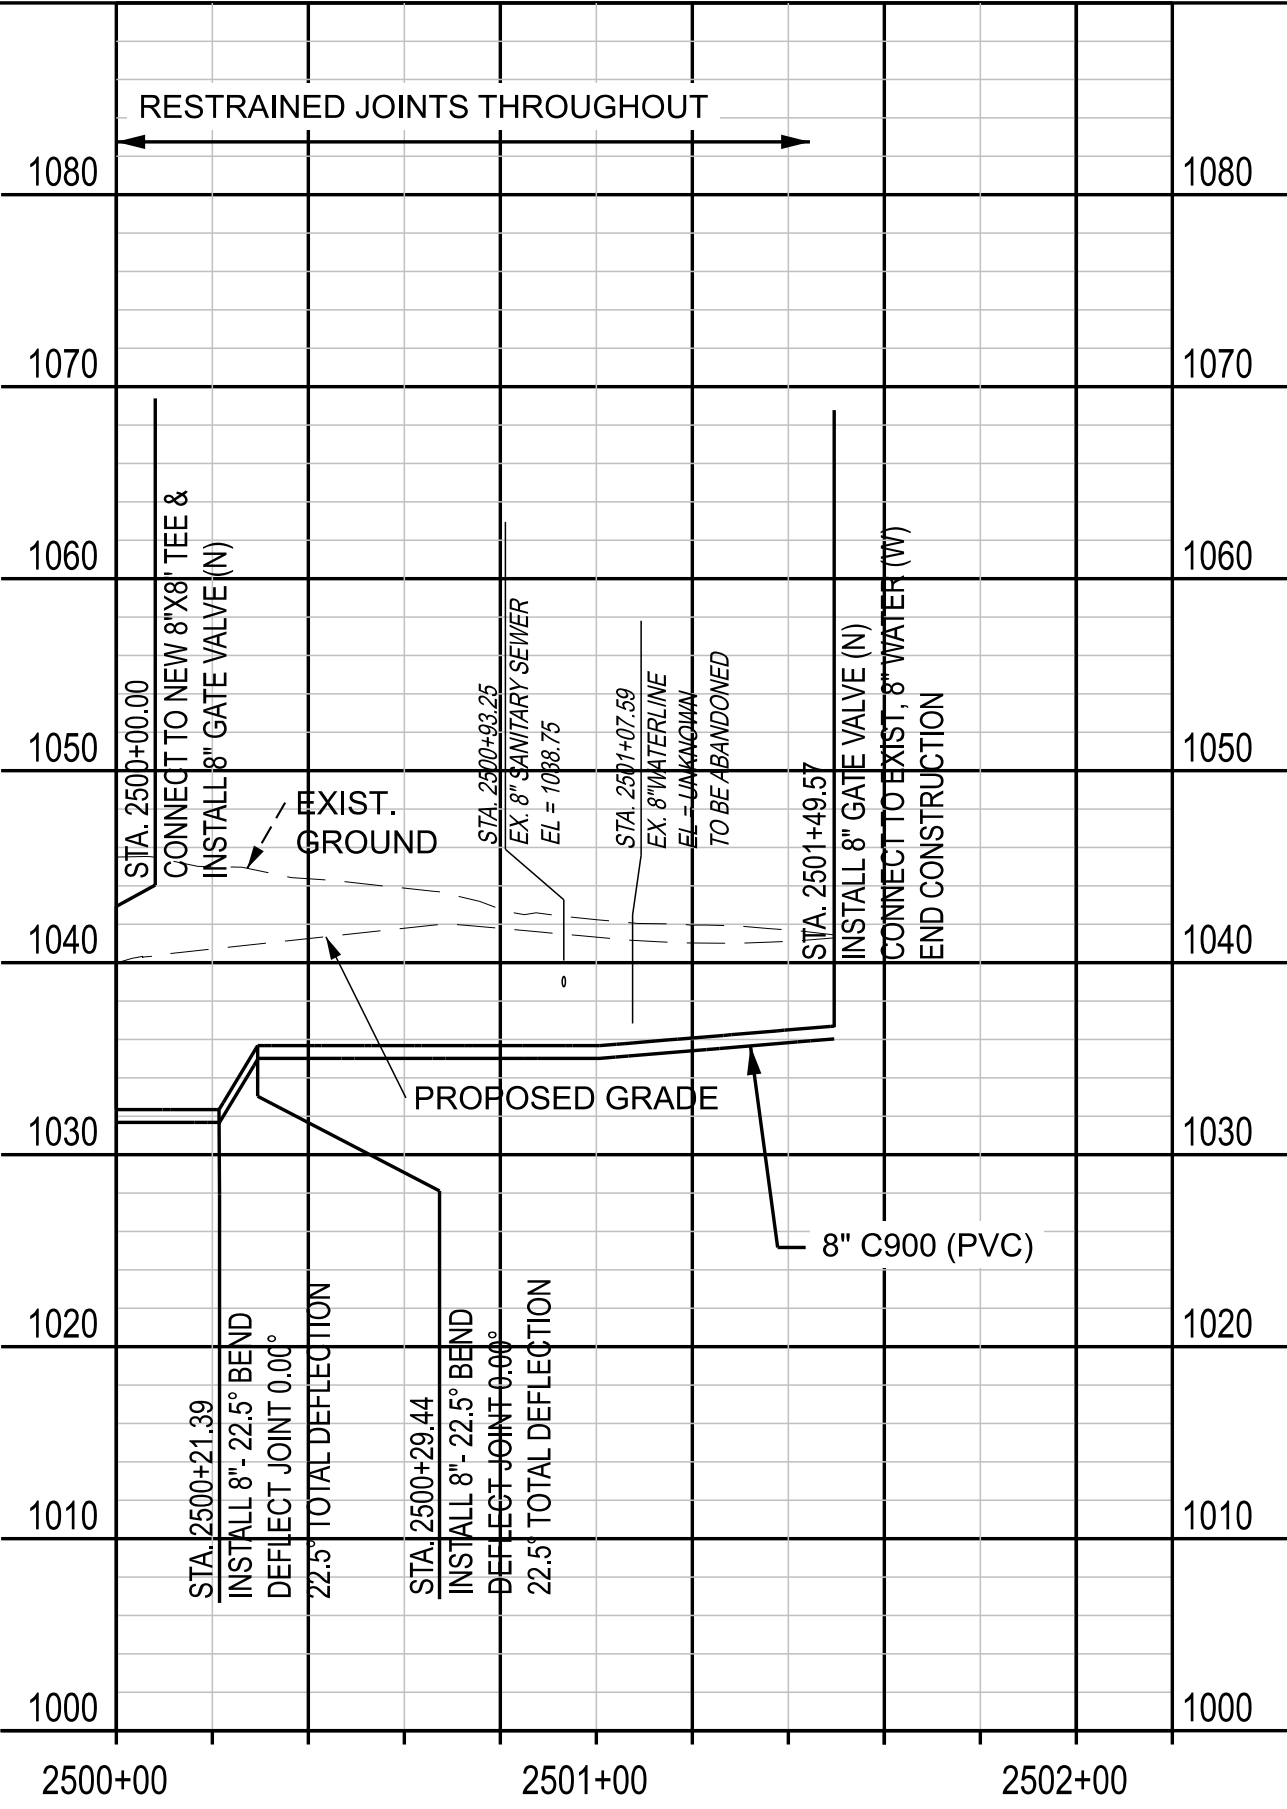 RESTRAINED JOINTS THROUGHOUT
1080
1080
1070
1070
1060
1060
1050
1050
1040
1040
1030
1030
1020
1020
1010
1010
1000
1000
STA. 2500+00.00
CONNECT TO NEW 8"X8" TEE &
INSTALL 8" GATE VALVE (N)
EXIST.
GROUND
STA. 2500+93.25
EX. 8" SANITARY SEWER
EL = 1038.75
STA. 2501+07.59
EX. 8"WATERLINE
EL = UNKNOWN
TO BE ABANDONED
STA. 2501+49.57
INSTALL 8" GATE VALVE (N)
CONNECT TO EXIST, 8" WATER (W)
END CONSTRUCTION
PROPOSED GRADE
8" C900 (PVC)
STA. 2500+21.39
INSTALL 8"- 22.5° BEND
DEFLECT JOINT 0.00°
22.5° TOTAL DEFLECTION
STA. 2500+29.44
INSTALL 8"- 22.5° BEND
DEFLECT JOINT 0.00°
22.5° TOTAL DEFLECTION
2500+00
2501+00
2502+00